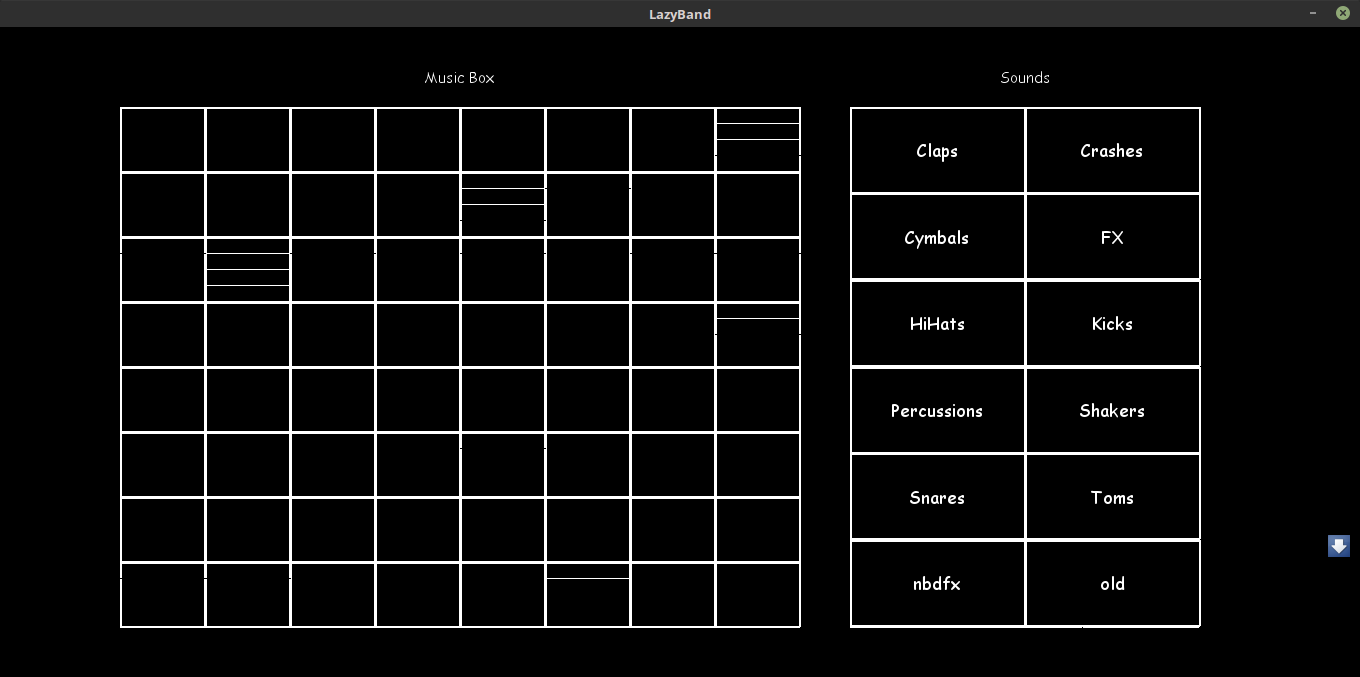 LazyBand
Music Box
Sounds
Claps
Crashes
Cymbals
FX
HiHats
Kicks
Percussions
Shakers
Snares
Toms
nbdfx
old